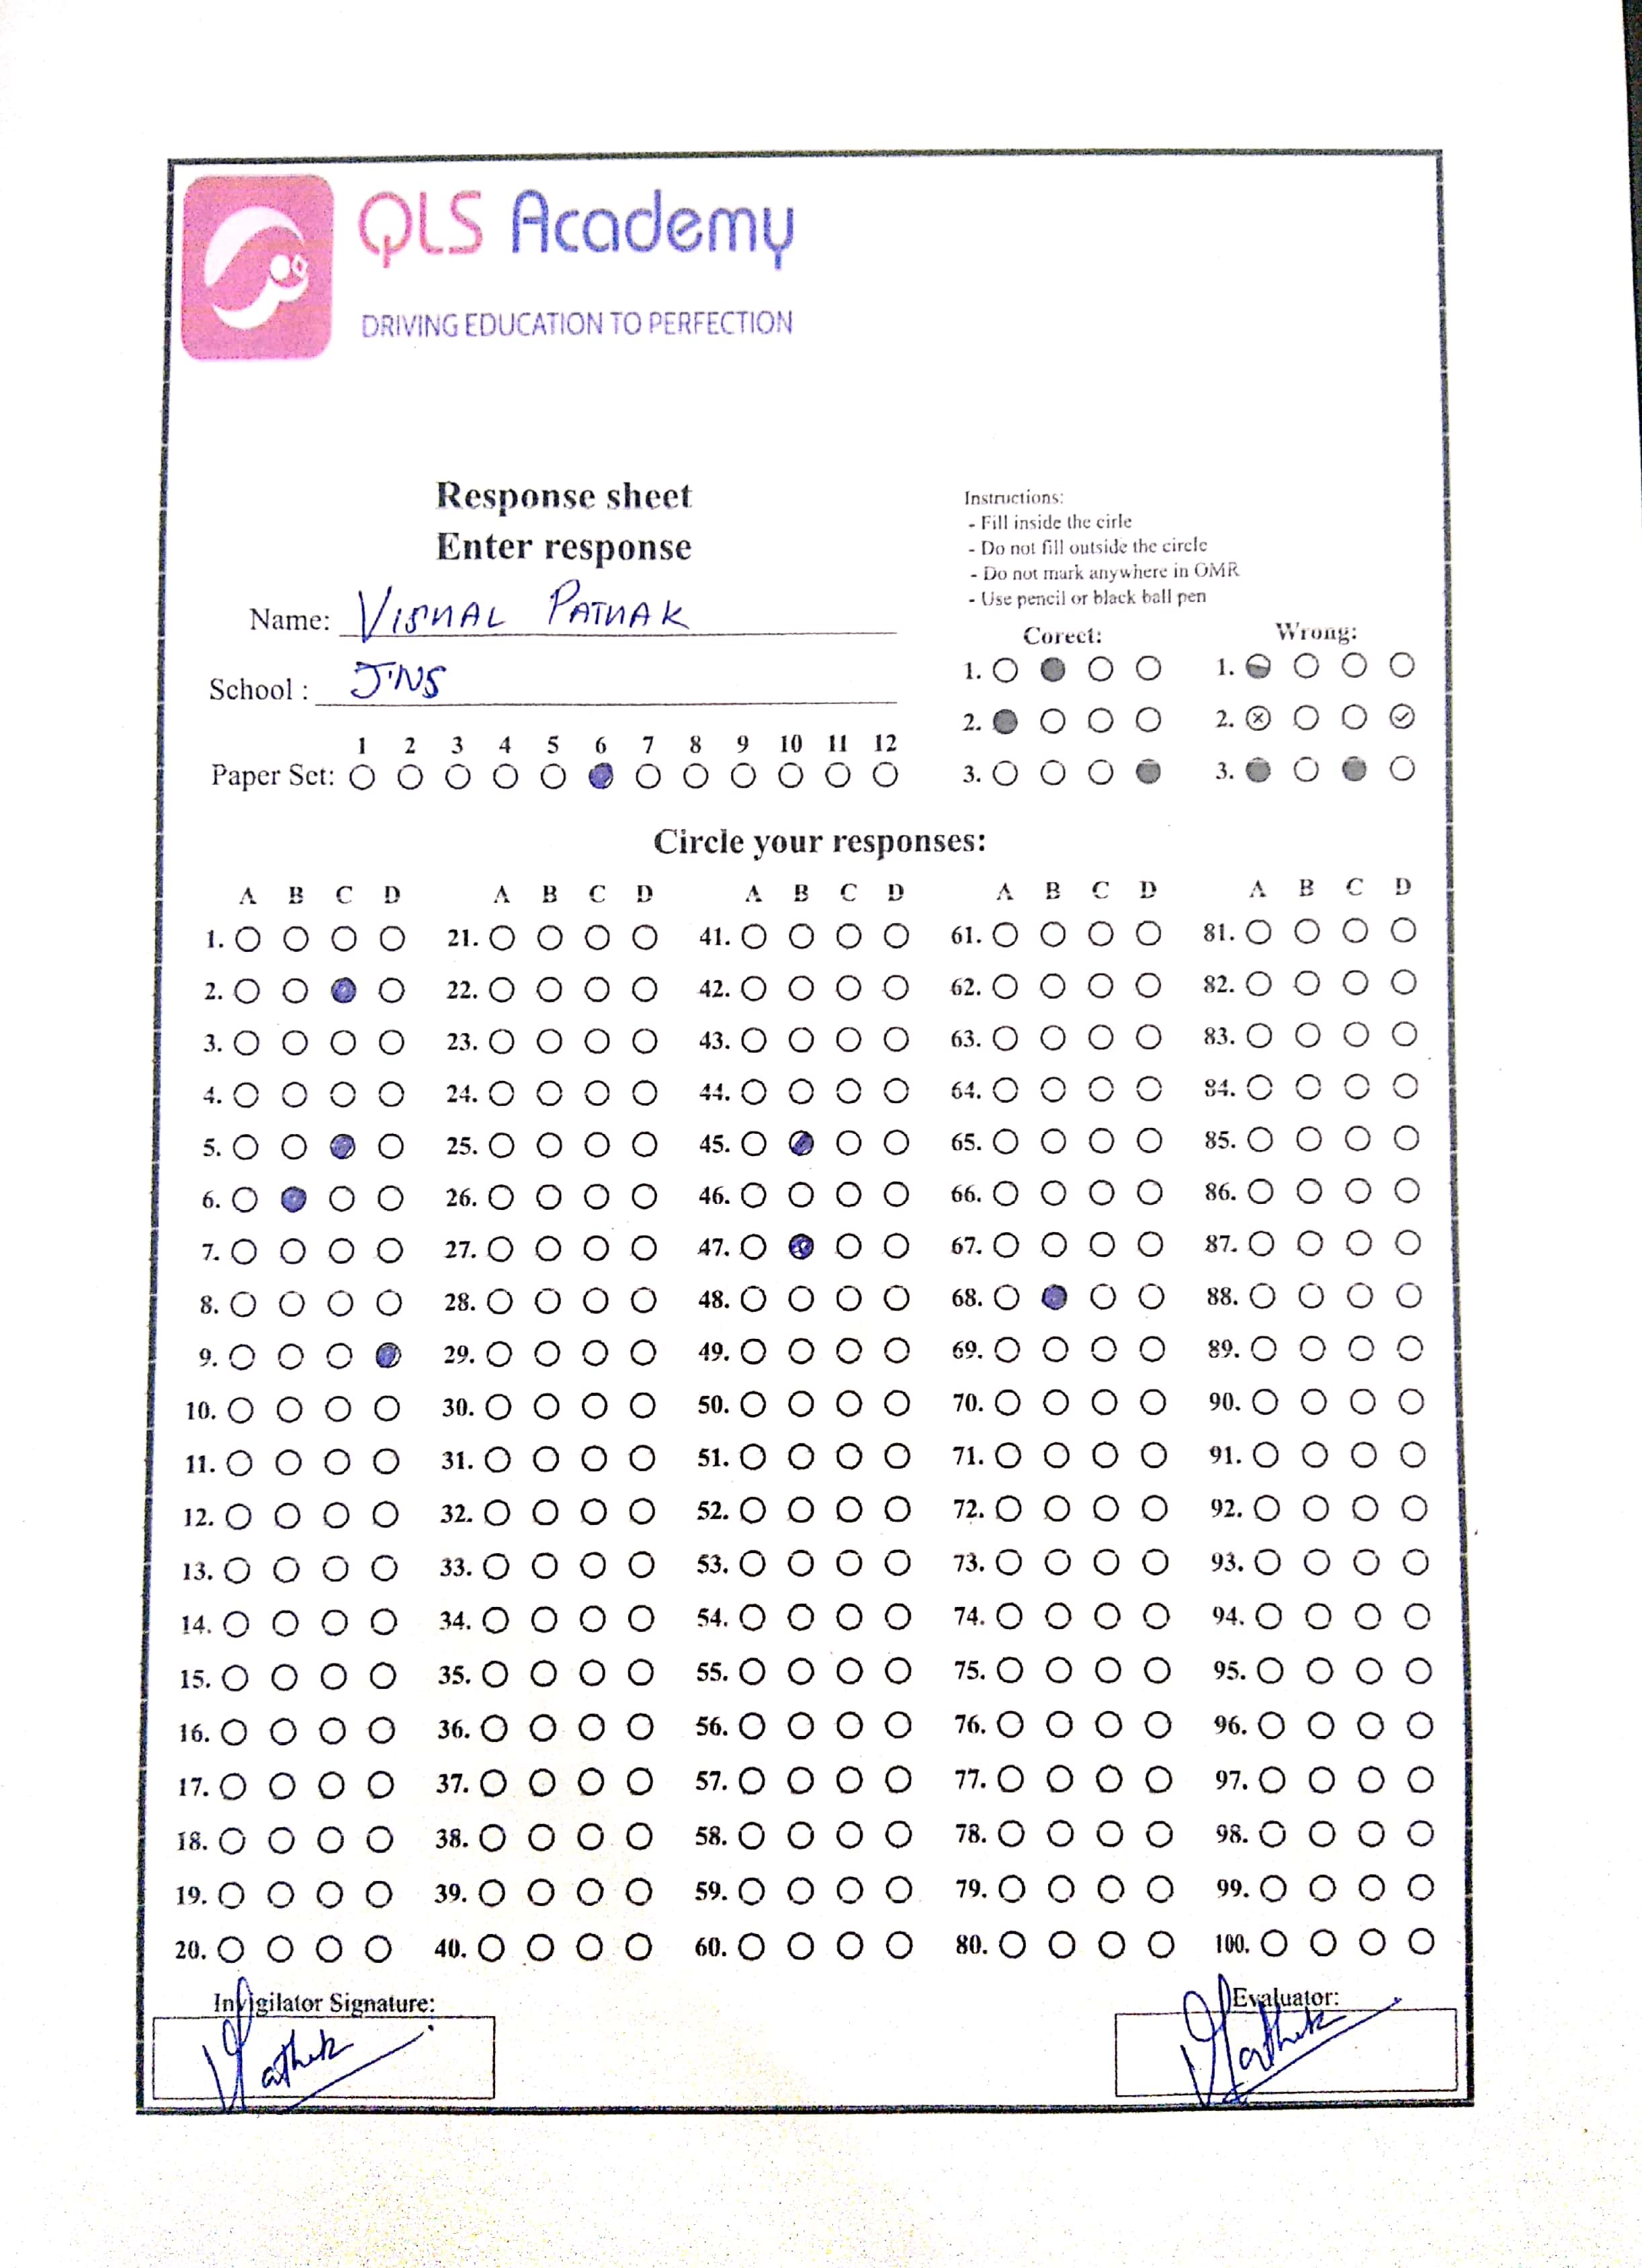 QLS Academy
DRIVING EDUCATION TO PERFECTION
Response sheet
Enter response
Name: VISHAL PATHAK
School : JNS
1 2 3 4 5 6 7 8 9 10 11 12
Paper Set:
Instructions:
- Fill inside the cirle
- Do not fill outside the circle
- Do not mark anywhere in OMR
- Use pencil or black ball pen
Corect: Wrong:
1. 1.
2. 2.
3. 3.
Circle your responses:
A B C D A B C D A B C D A B C D A B C D
1. 21. 41. 61. 81.
2. 22. 42. 62. 82.
3. 23. 43. 63. 83.
4. 24. 44. 64. 84.
5. 25. 45. 65. 85.
6. 26. 46. 66. 86.
7. 27. 47. 67. 87.
8. 28. 48. 68. 88.
9. 29. 49. 69. 89.
10. 30. 50. 70. 90.
11. 31. 51. 71. 91.
12. 32. 52. 72. 92.
13. 33. 53. 73. 93.
14. 34. 54. 74. 94.
15. 35. 55. 75. 95.
16. 36. 56. 76. 96.
17. 37. 57. 77. 97.
18. 38. 58. 78. 98.
19. 39. 59. 79. 99.
20. 40. 60. 80. 100.
Invigilator Signature: Evaluator:
VPathak VPathak